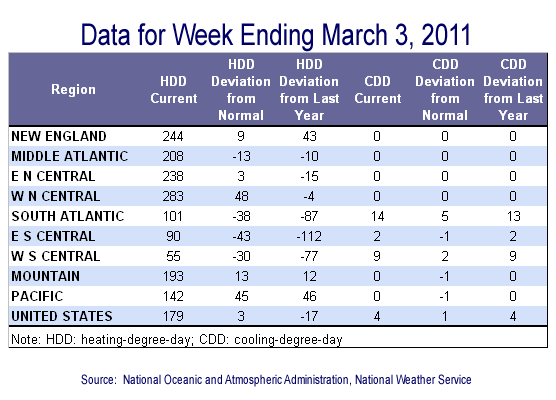 Data for Week Ending March 3, 2011
Region HDD Current HDD Deviation from Normal HDD Deviation from Last Year CDD Current CDD Deviation from Normal CDD Deviation from Last Year
NEW ENGLAND 244 9 43 0 0 0
MIDDLE ATLANTIC 208 -13 -10 0 0 0
E N CENTRAL 238 3 -15 0 0 0
W N CENTRAL 283 48 -4 0 0 0
SOUTH ATLANTIC 101 -38 -87 14 5 13
E S CENTRAL 90 -43 -112 2 -1 2
W S CENTRAL 55 -30 -77 9 2 9
MOUNTAIN 193 13 12 0 -1 0
PACIFIC 142 45 46 0 -1 0
UNITED STATES 179 3 -17 4 1 4
Note: HDD: heating-degree-day; CDD: cooling-degree-day
Source: National Oceanic and Atmospheric Administration, National Weather Service